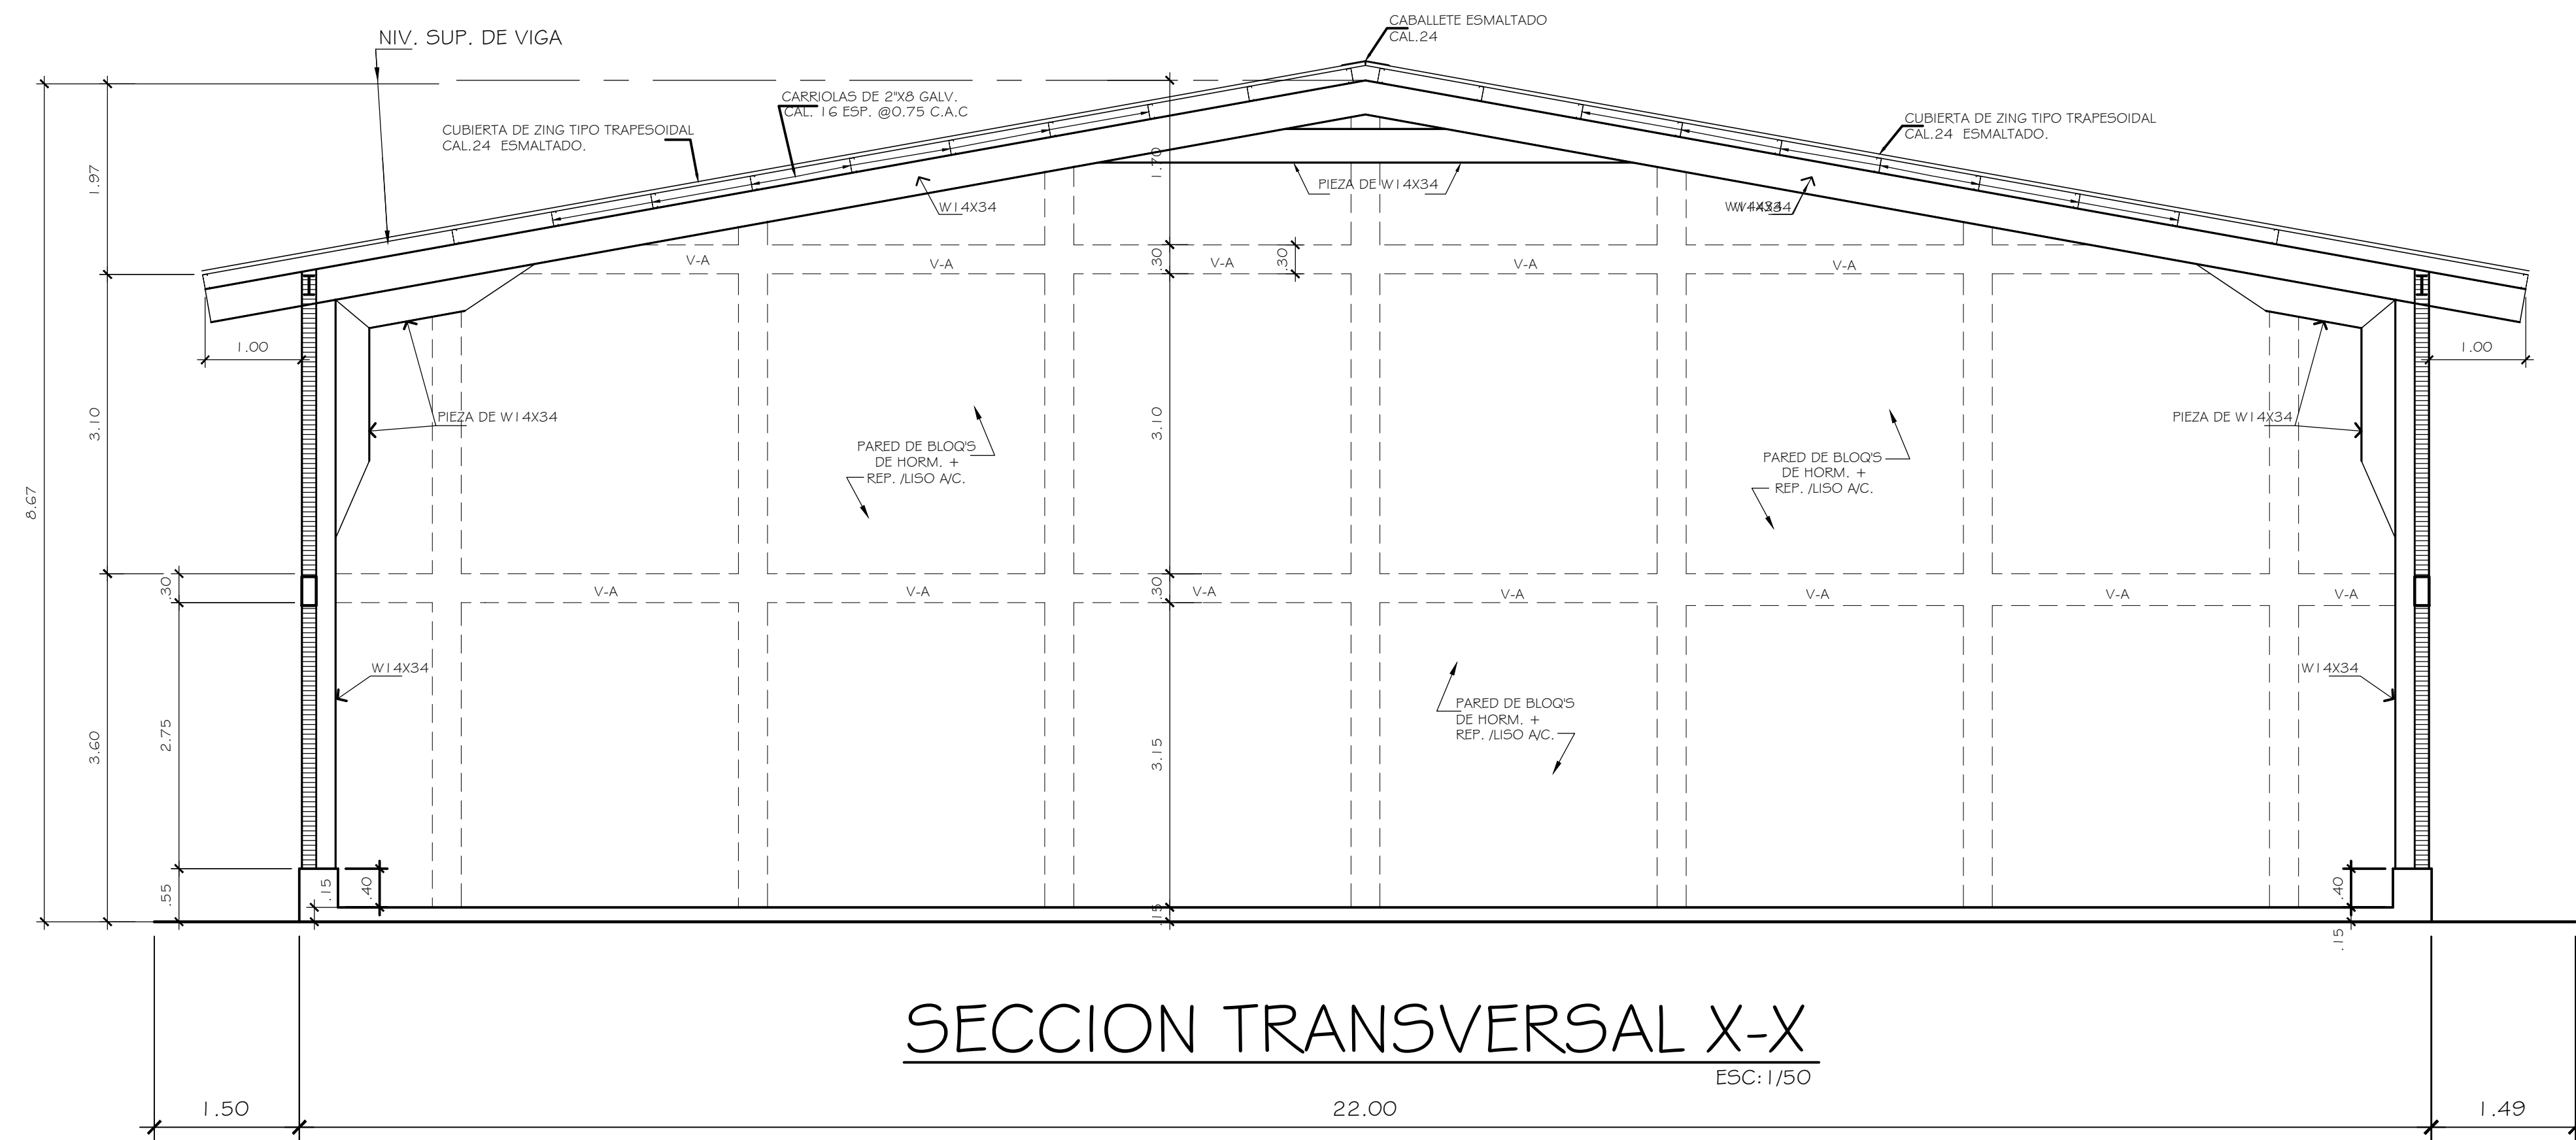 CABALLETE ESMALTADO
CAL.24
NIV. SUP. DE VIGA
CARRIOLAS DE 2"X8 GALV.
CAL. 16 ESP. @0.75 C.A.C
CUBIERTA DE ZING TIPO TRAPESOIDAL
CAL.24 ESMALTADO.
CUBIERTA DE ZING TIPO TRAPESOIDAL
CAL.24 ESMALTADO.
1.97
1.70
PIEZA DE W14X34
W14X34
W14X34
V-A
V-A
.30
V-A
.30
V-A
V-A
1.00
1.00
PIEZA DE W14X34
PIEZA DE W14X34
3.10
3.10
8.67
PARED DE BLOQ'S
DE HORM. +
REP. /LISO A/C.
PARED DE BLOQ'S
DE HORM. +
REP. /LISO A/C.
.30
V-A
V-A
.30
V-A
V-A
V-A
V-A
V-A
W14X34
W14X34
3.60
2.75
3.15
PARED DE BLOQ'S
DE HORM. +
REP. /LISO A/C.
.55
.15
.40
.15
.40
.15
SECCION TRANSVERSAL X-X
ESC:1/50
1.50
22.00
1.49